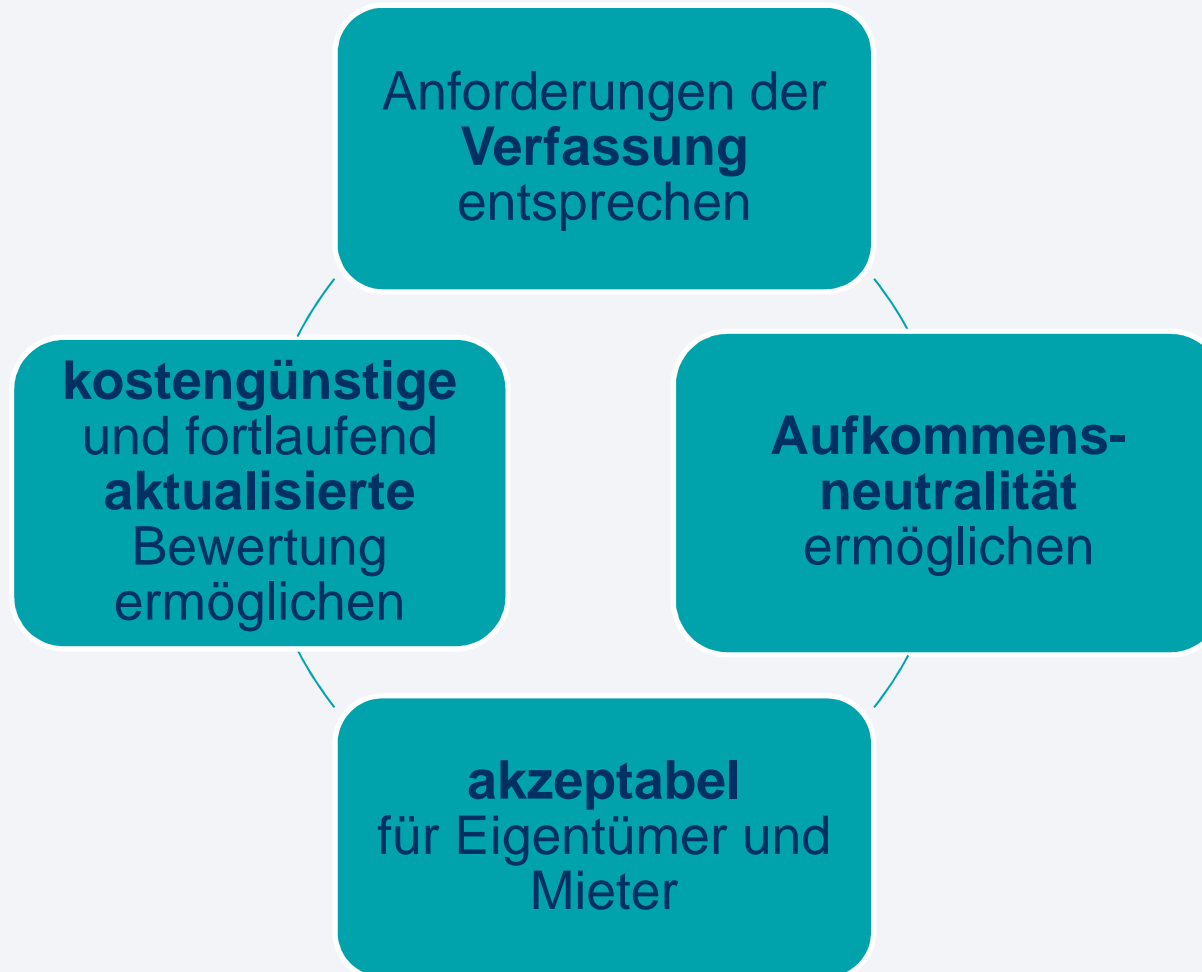 Anforderungen der
Verfassung
entsprechen
kostengünstige
und fortlaufend
aktualisierte
Bewertung
ermöglichen
Aufkommens-
neutralität
ermöglichen
akzeptabel
für Eigentümer und
Mieter